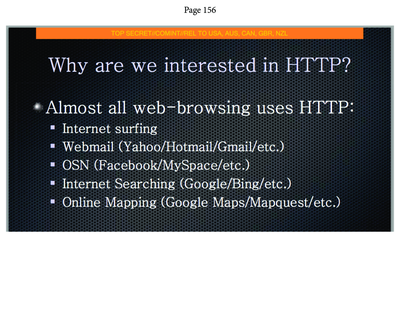 Page 156
TOP SECRET//COMINT//REL TO USA, AUS, CAN, GBR, NZL
Why are we interested in HTTP?
Almost all web-browsing uses HTTP:
Internet surfing
Webmail (Yahoo/Hotmail/Gmail/etc.)
OSN (Facebook/MySpace/etc.)
Internet Searching (Google/Bing/etc.)
Online Mapping (Google Maps/Mapquest/etc.)